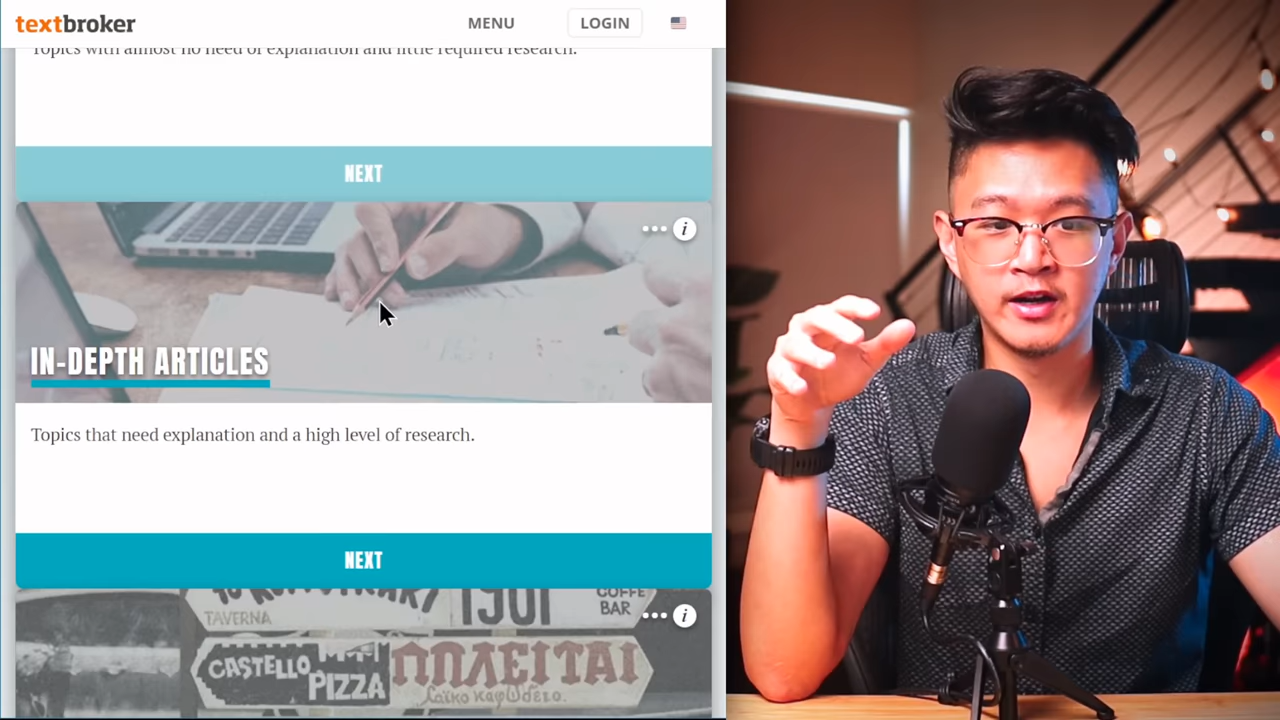 textbroker
MENU
LOGIN
Topics with almost no need of explanation and little required research.
NEXT
i
IN-DEPTH ARTICLES
Topics that need explanation and a high level of research.
NEXT
TAVERNA
1901
COFFE
BAR
i
CASTELLO
PIZZA
ΠΩΛΕΙΤΑΙ